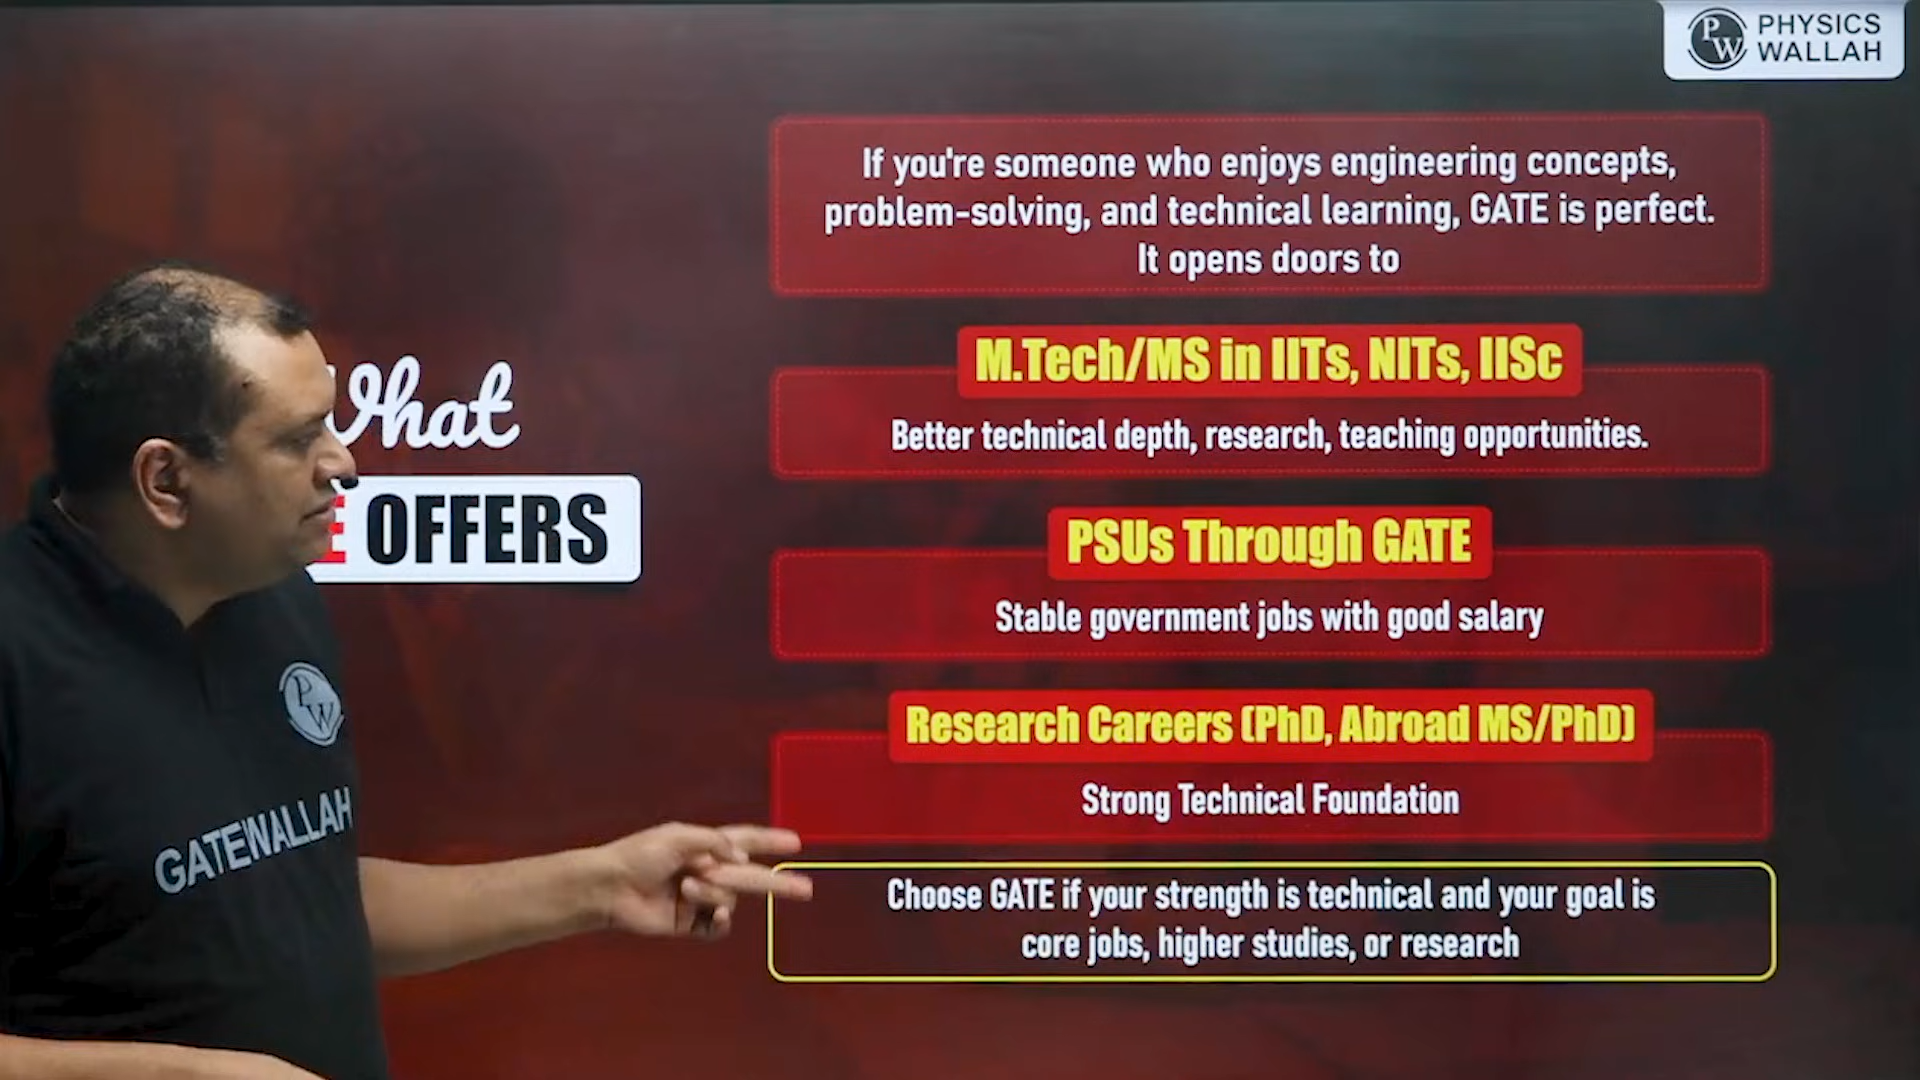 PHYSICS
WALLAH
If you're someone who enjoys engineering concepts,
problem-solving, and technical learning, GATE is perfect.
It opens doors to
M.Tech/MS in IITs, NITs, IISc
Better technical depth, research, teaching opportunities.
What
E OFFERS
PSUs Through GATE
Stable government jobs with good salary
Research Careers (PhD, Abroad MS/PhD)
Strong Technical Foundation
Choose GATE if your strength is technical and your goal is
core jobs, higher studies, or research
PW
GATEWALLAH